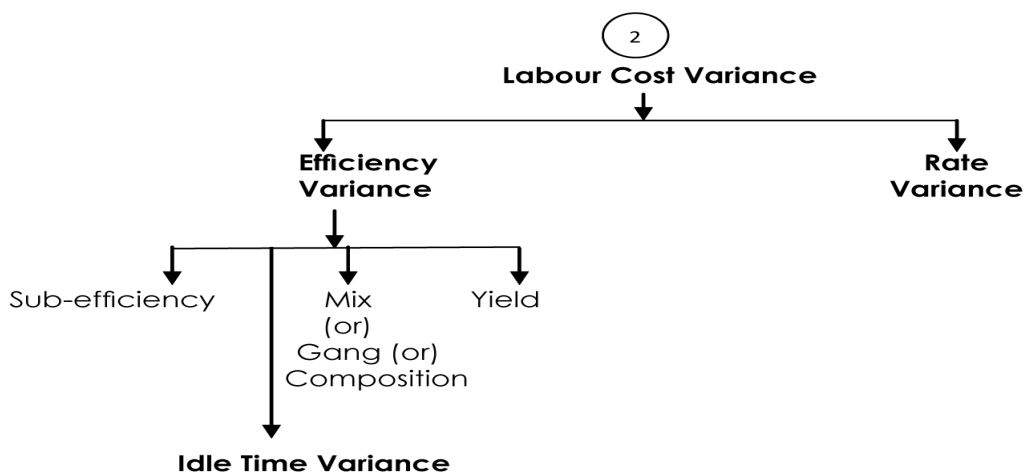 2
Labour Cost Variance
Efficiency
Variance
Rate
Variance
Sub-efficiency
Mix
(or)
Gang (or)
Composition
Yield
Idle Time Variance